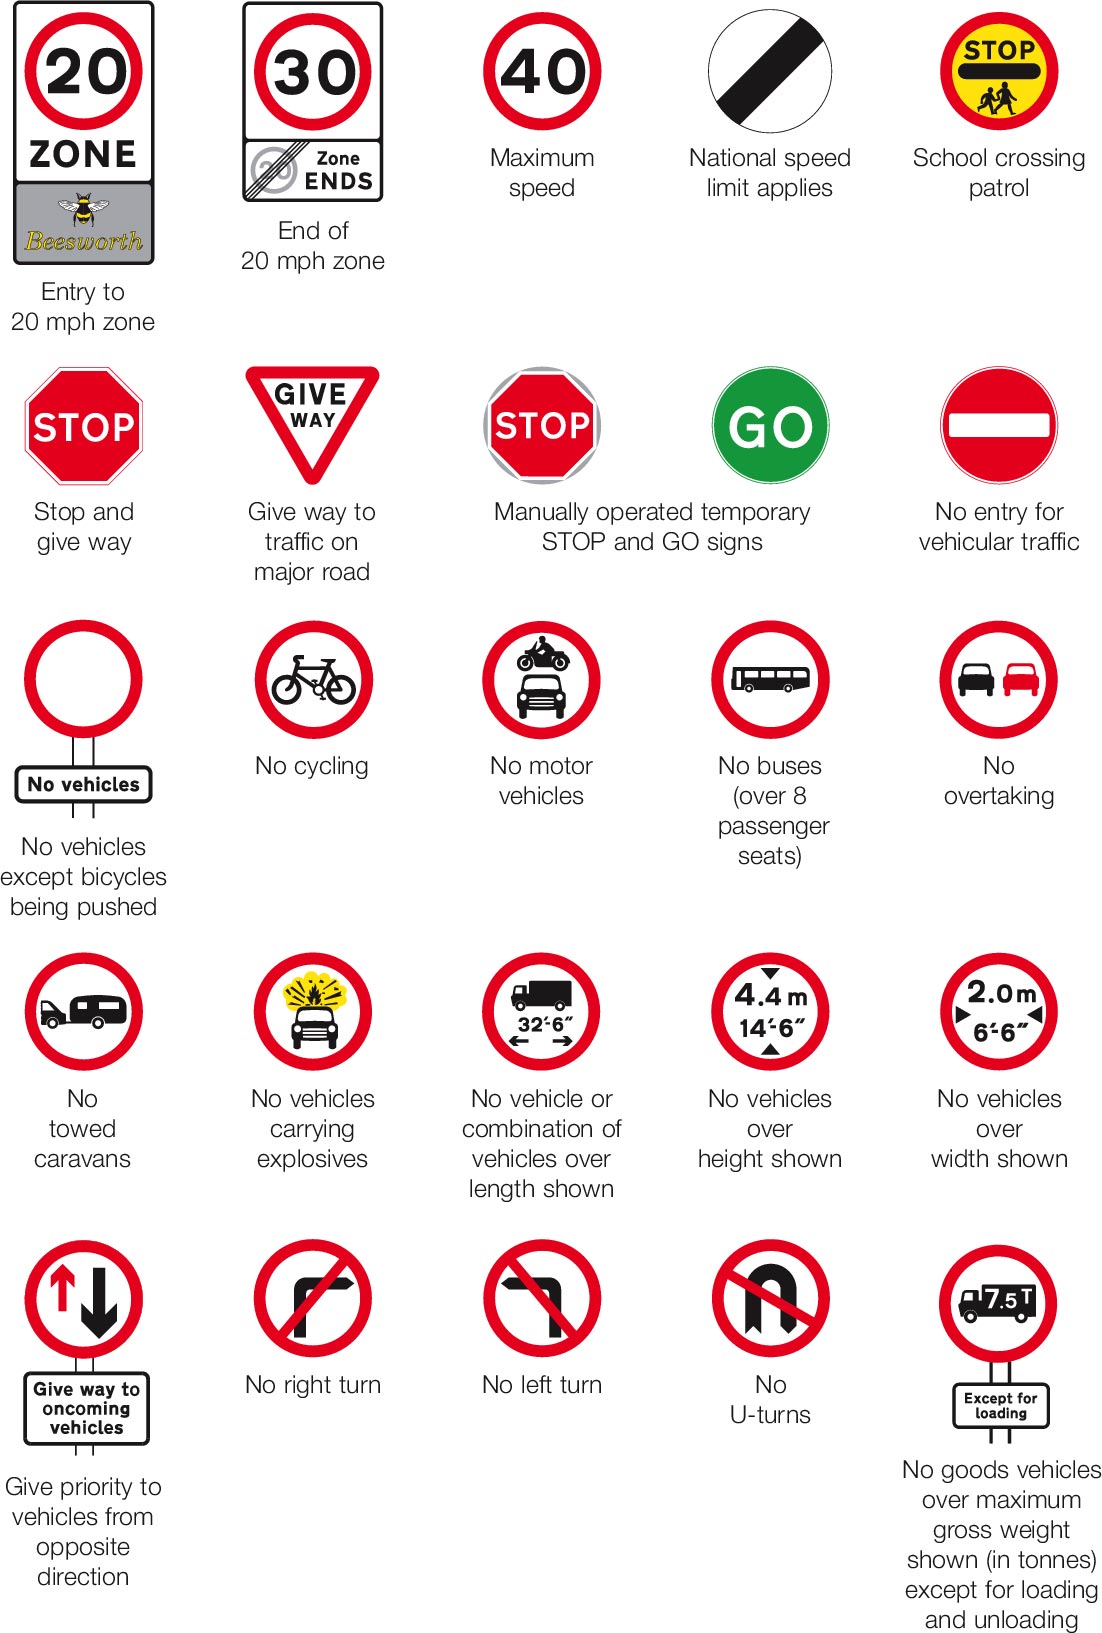 20
ZONE
Beesworth
Entry to
20 mph zone
30
20
Zone
ENDS
End of
20 mph zone
40
Maximum
speed
National speed
limit applies
STOP
School crossing
patrol
STOP
Stop and
give way
GIVE
WAY
Give way to
traffic on
major road
STOP
GO
Manually operated temporary
STOP and GO signs
No entry for
vehicular traffic
No vehicles
No vehicles
except bicycles
being pushed
No cycling
No motor
vehicles
No buses
(over 8
passenger
seats)
No
overtaking
No
towed
caravans
No vehicles
carrying
explosives
32'-6"
No vehicle or
combination of
vehicles over
length shown
4.4 m
14'-6"
No vehicles
over
height shown
2.0 m
6'-6"
No vehicles
over
width shown
Give way to
oncoming
vehicles
Give priority to
vehicles from
opposite
direction
No right turn
No left turn
No
U-turns
7.5 T
Except for
loading
No goods vehicles
over maximum
gross weight
shown (in tonnes)
except for loading
and unloading